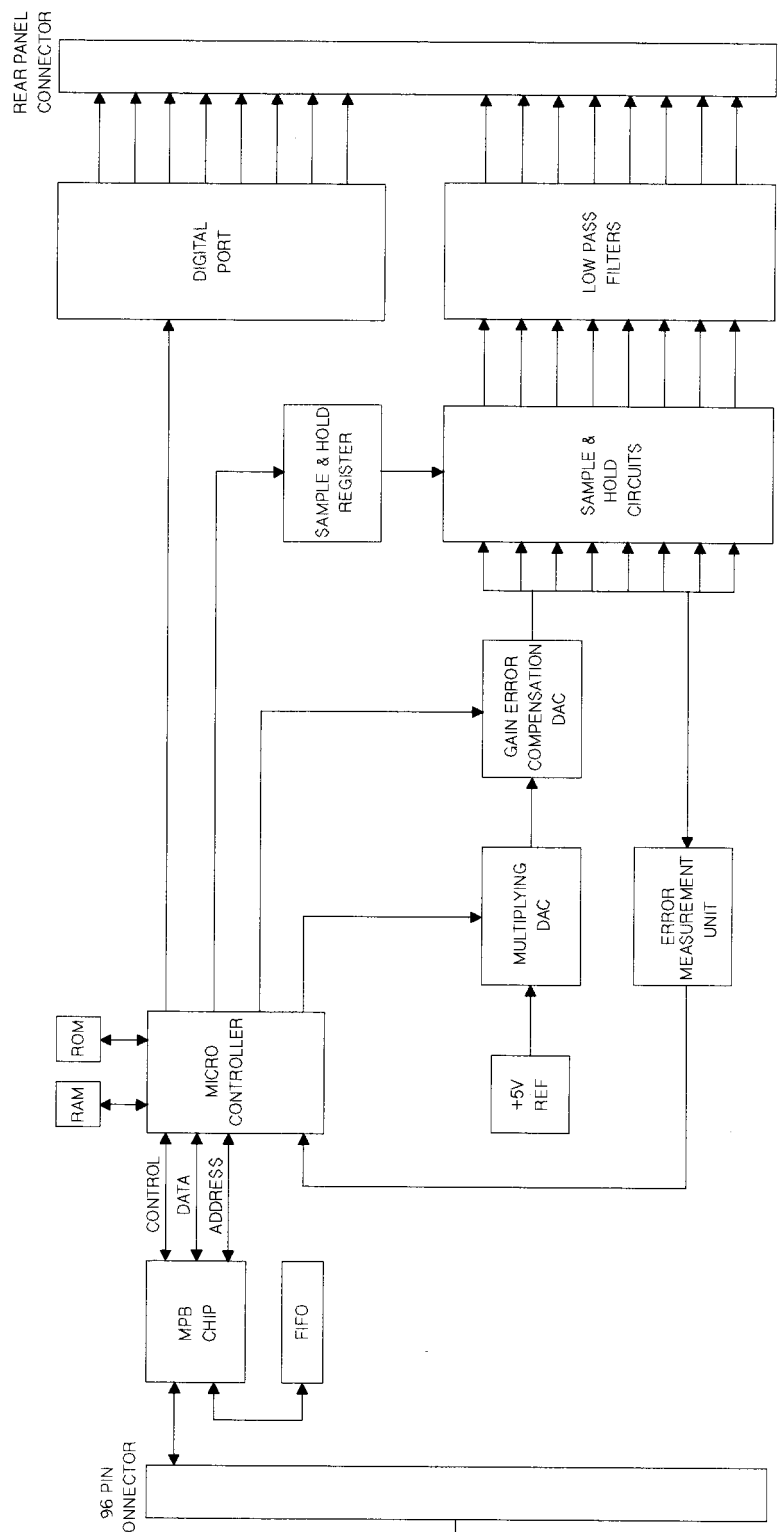 96 PIN
ONNECTOR
MPB
CHIP
FIFO
CONTROL
DATA
ADDRESS
RAM
ROM
MICRO
CONTROLLER
+5V
REF
MULTIPLYING
DAC
ERROR
MEASUREMENT
UNIT
GAIN ERROR
COMPENSATION
DAC
SAMPLE & HOLD
REGISTER
SAMPLE &
HOLD
CIRCUITS
DIGITAL
PORT
LOW PASS
FILTERS
REAR PANEL
CONNECTOR